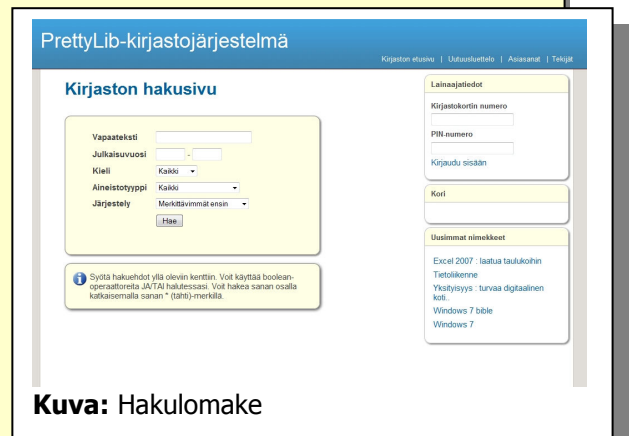 PrettyLib-kirjastojärjestelmä
Kirjaston etusivu | Uutuusluettelo | Asiasanat | Tekijät
Kirjaston hakusivu
Vapaateksti
Julkaisuvuosi -
Kieli Kaikki
Aineistotyyppi Kaikki
Järjestely Merkittävimmät ensin
Hae
Syötä hakuehdot yllä oleviin kenttiin. Voit käyttää boolean-
operaattoreita JA/TAI halutessasi. Voit hakea sanan osalla
katkaisemalla sanan * (tähti)-merkillä.
Lainaajatiedot
Kirjastokortin numero
PIN-numero
Kirjaudu sisään
Kori
Uusimmat nimekkeet
Excel 2007 : laatua taulukoihin
Tietoliikenne
Yksityisyys : turvaa digitaalinen
koti..
Windows 7 bible
Windows 7
Kuva: Hakulomake